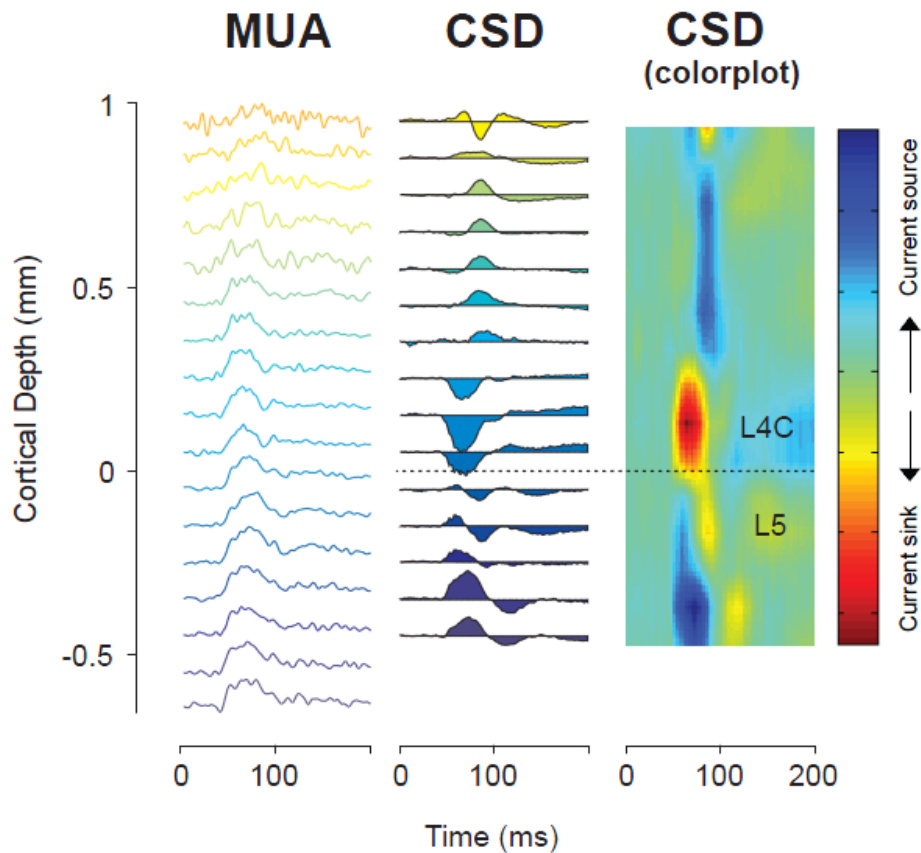 MUA
CSD
CSD
(colorplot)
Cortical Depth (mm)
1
0.5
0
-0.5
L4C
L5
Current source
Current sink
0
100
0
100
0
100
200
Time (ms)